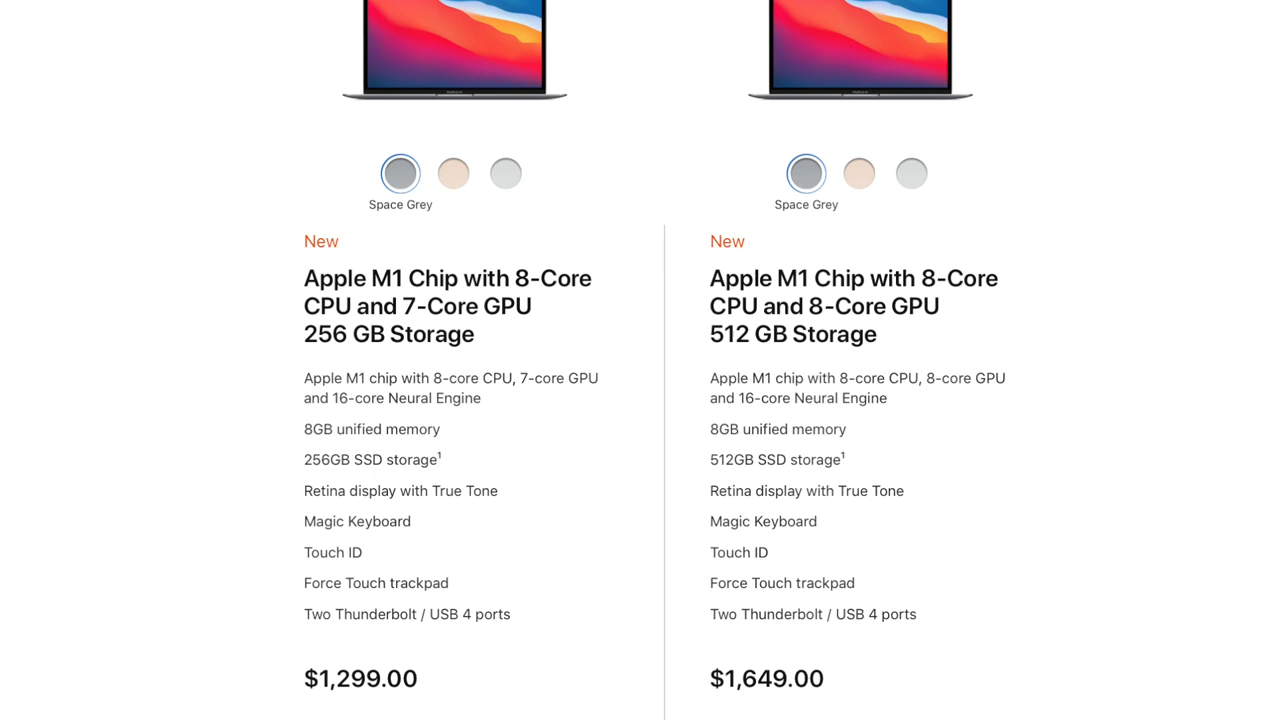 Space Grey
New
Apple M1 Chip with 8-Core
CPU and 7-Core GPU
256 GB Storage
Apple M1 chip with 8-core CPU, 7-core GPU
and 16-core Neural Engine
8GB unified memory
256GB SSD storage¹
Retina display with True Tone
Magic Keyboard
Touch ID
Force Touch trackpad
Two Thunderbolt / USB 4 ports
$1,299.00
Space Grey
New
Apple M1 Chip with 8-Core
CPU and 8-Core GPU
512 GB Storage
Apple M1 chip with 8-core CPU, 8-core GPU
and 16-core Neural Engine
8GB unified memory
512GB SSD storage¹
Retina display with True Tone
Magic Keyboard
Touch ID
Force Touch trackpad
Two Thunderbolt / USB 4 ports
$1,649.00